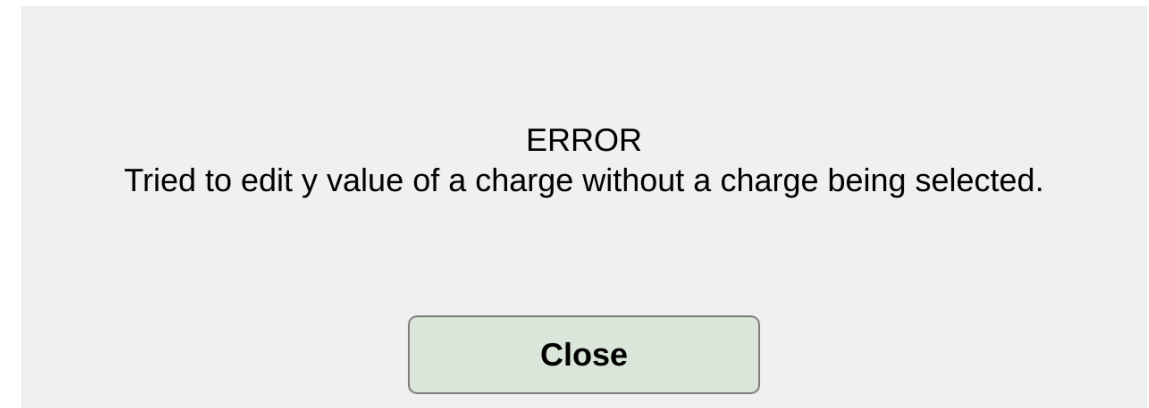 ERROR
Tried to edit y value of a charge without a charge being selected.
Close